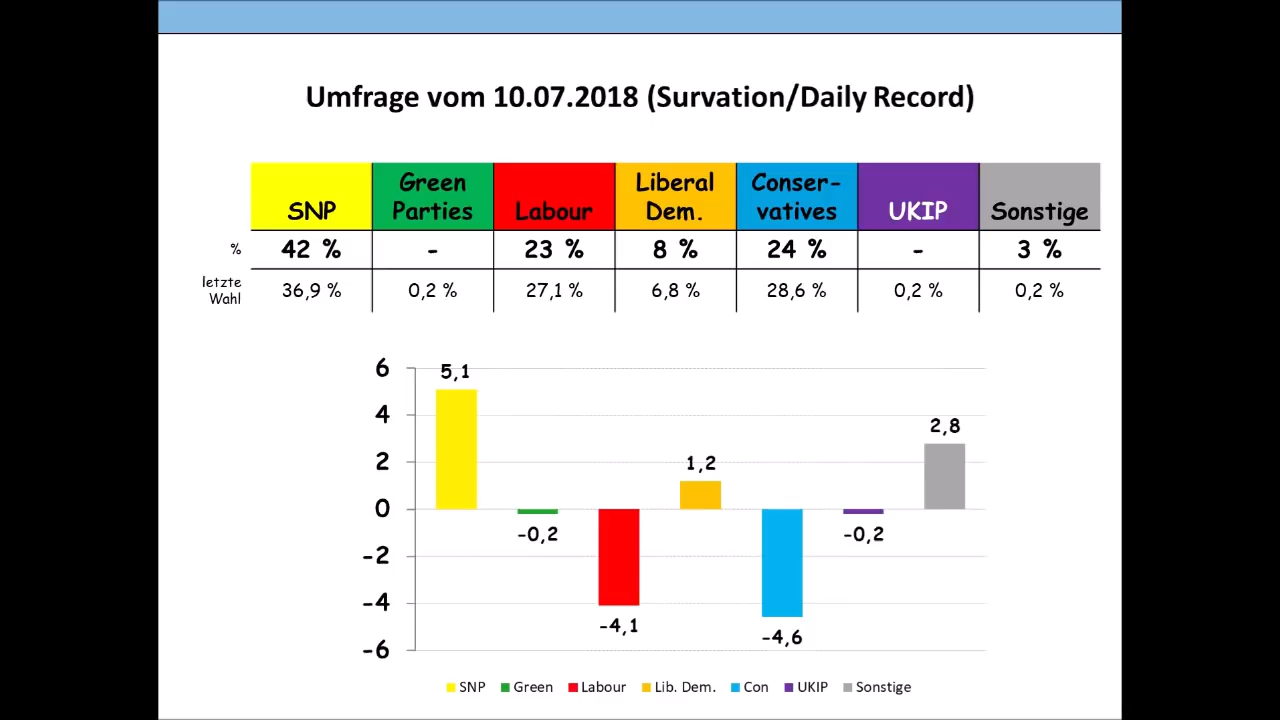 Umfrage vom 10.07.2018 (Survation/Daily Record)
SNP Green Parties Labour Liberal Dem. Conser-vatives UKIP Sonstige
% 42 % - 23 % 8 % 24 % - 3 %
letzte Wahl 36,9 % 0,2 % 27,1 % 6,8 % 28,6 % 0,2 % 0,2 %
6
4
2
0
-2
-4
-6
5,1
-0,2
-4,1
1,2
-4,6
-0,2
2,8
SNP Green Labour Lib. Dem. Con UKIP Sonstige